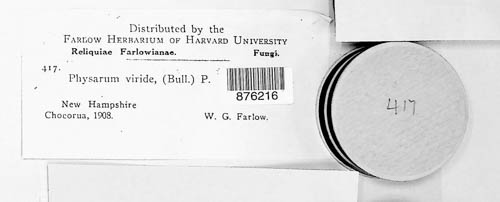 Distributed by the
Farlow Herbarium of Harvard University
Reliquiae Farlowianae. Fungi.
417.
Physarum viride, (Bull.) P.
876216
New Hampshire
Chocorua, 1908. W. G. Farlow.
417